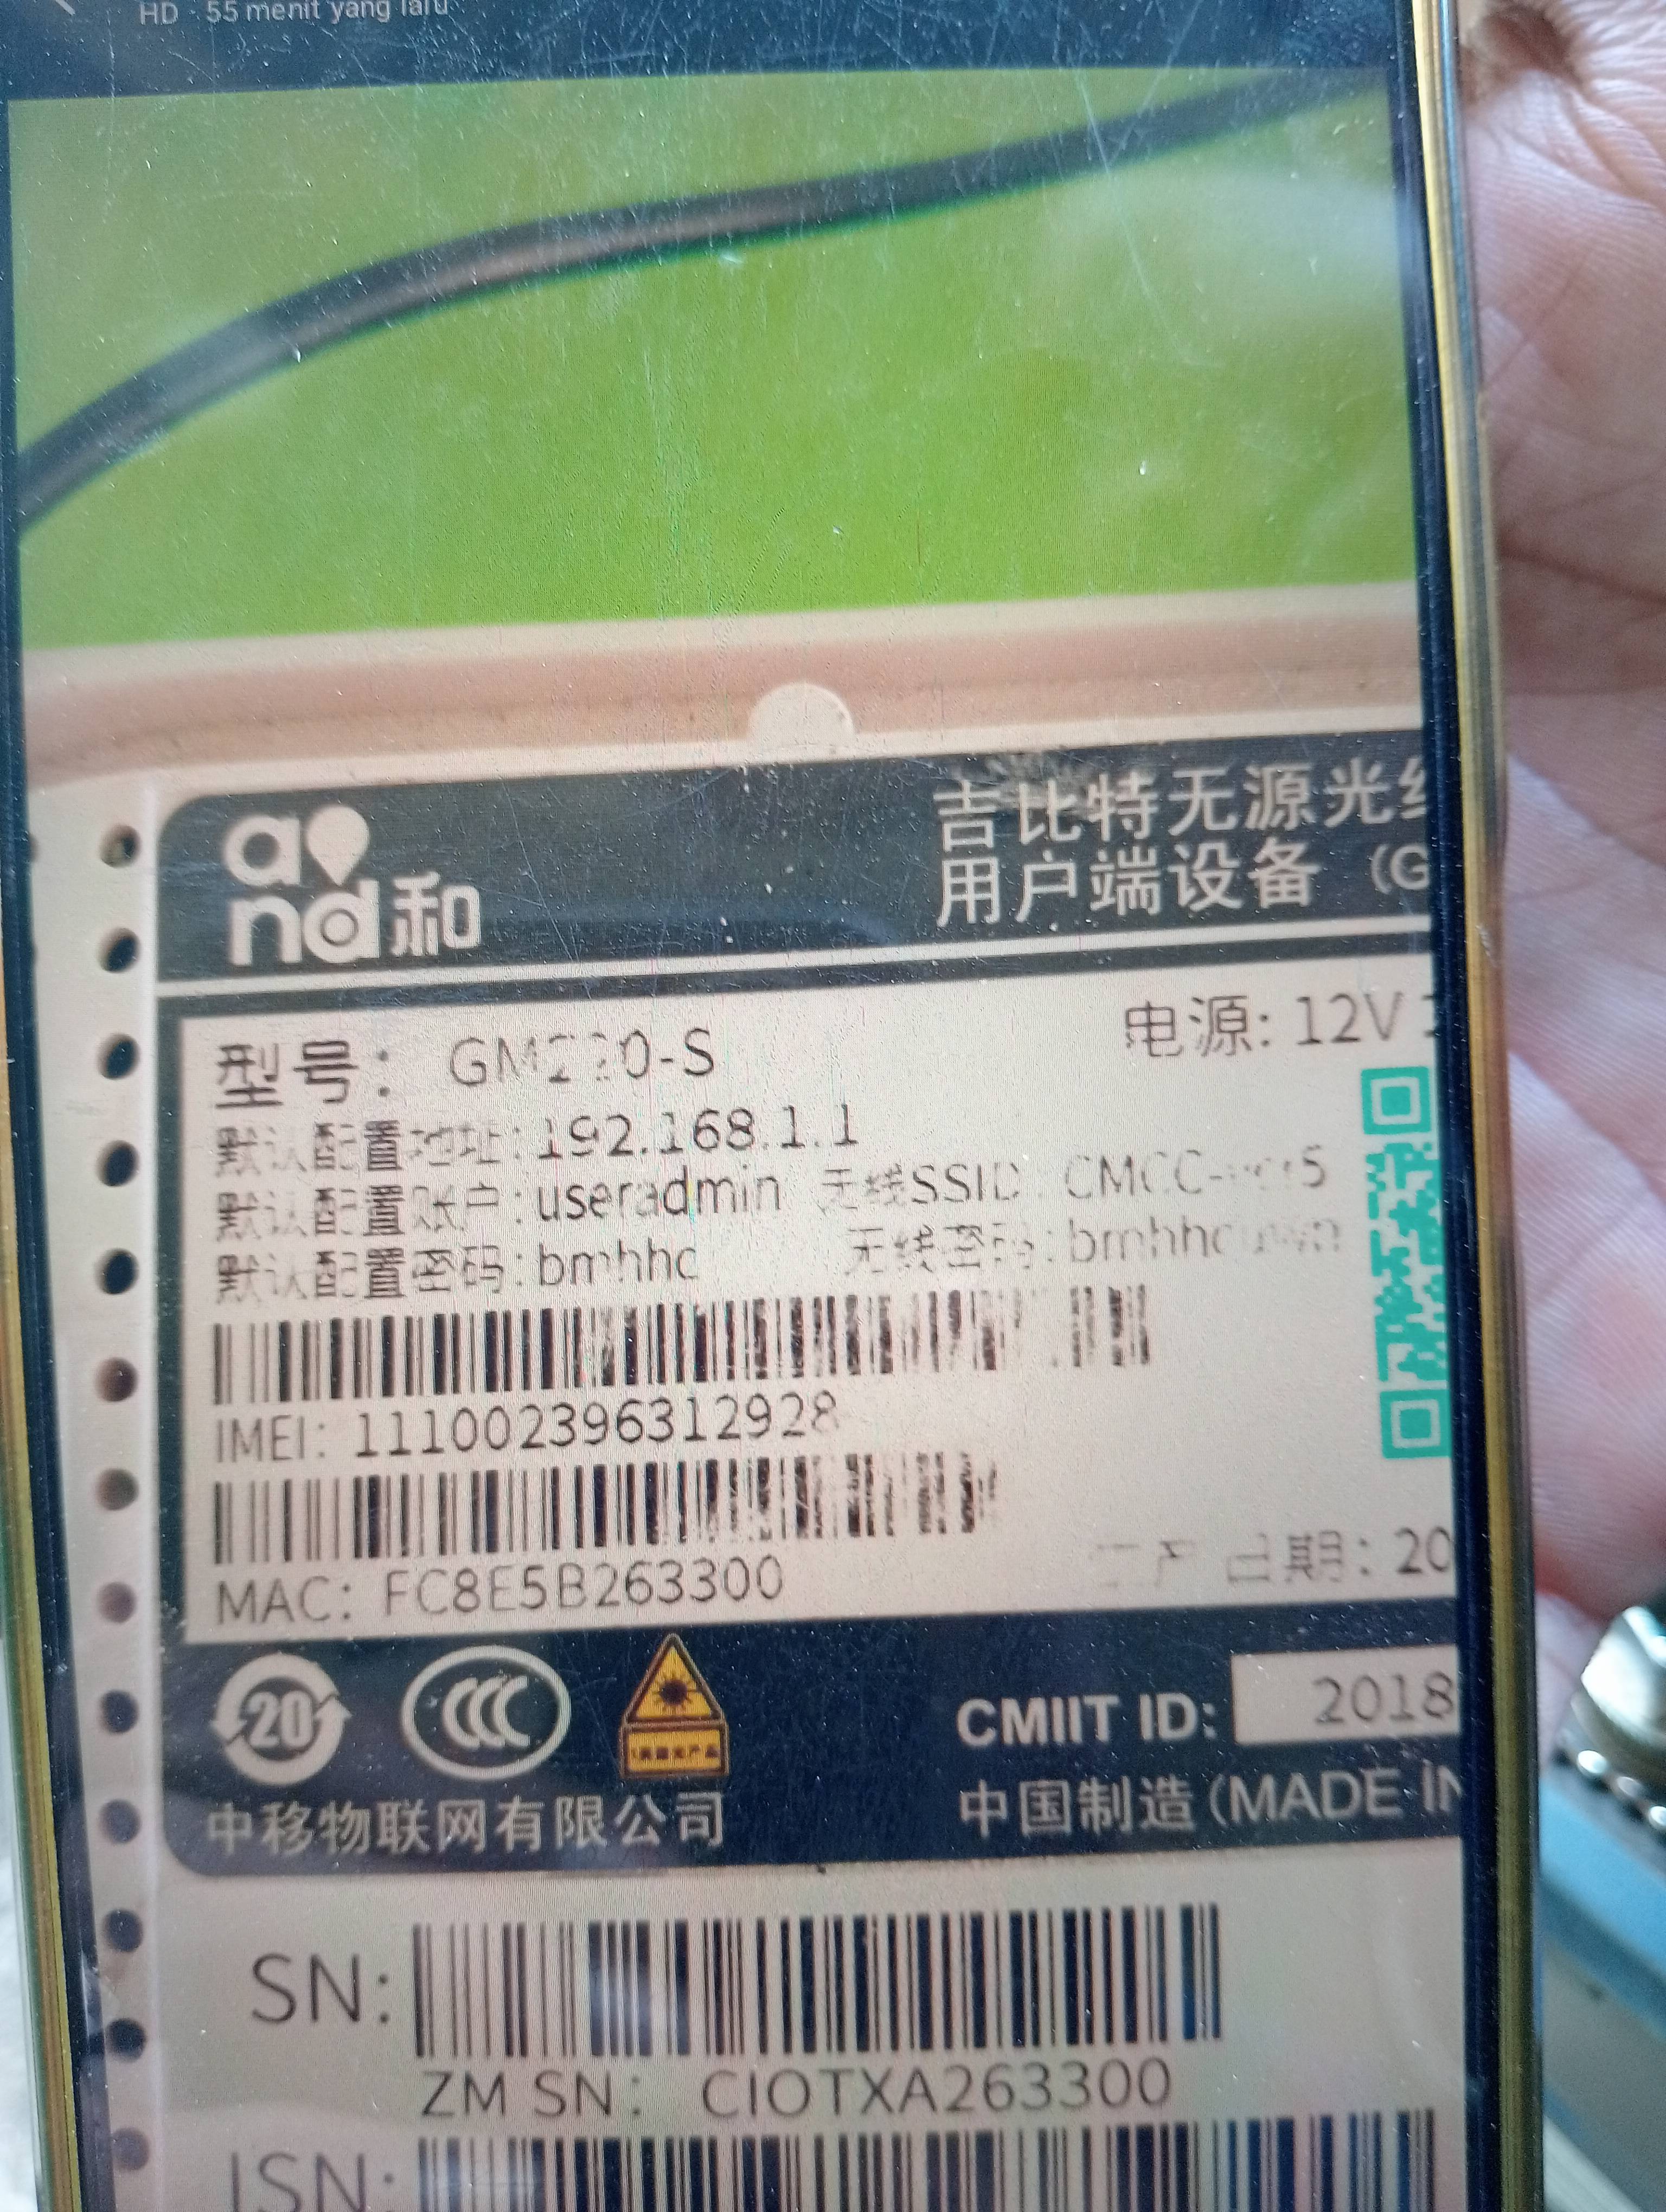 HD · 55 menit yang lalu
and和
吉比特无源光纤
用户端设备 (G
型号: GM220-S
电源: 12V
默认配置地址: 192.168.1.1
默认配置账户: useradmin 无线SSID: CMCC-
默认配置密码: bmhhc 无线密码:
IMEI: 111002396312928
MAC: FC8E5B263300
生产日期: 20
20
CCC
CMIIT ID: 2018
中移物联网有限公司
中国制造 (MADE IN
SN:
ZM SN: CIOTXA263300
ISN: